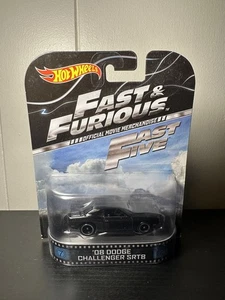 Hot Wheels
FAST &
FURIOUS
OFFICIAL MOVIE MERCHANDISE
FAST
FIVE
'08 DODGE
CHALLENGER SRT8